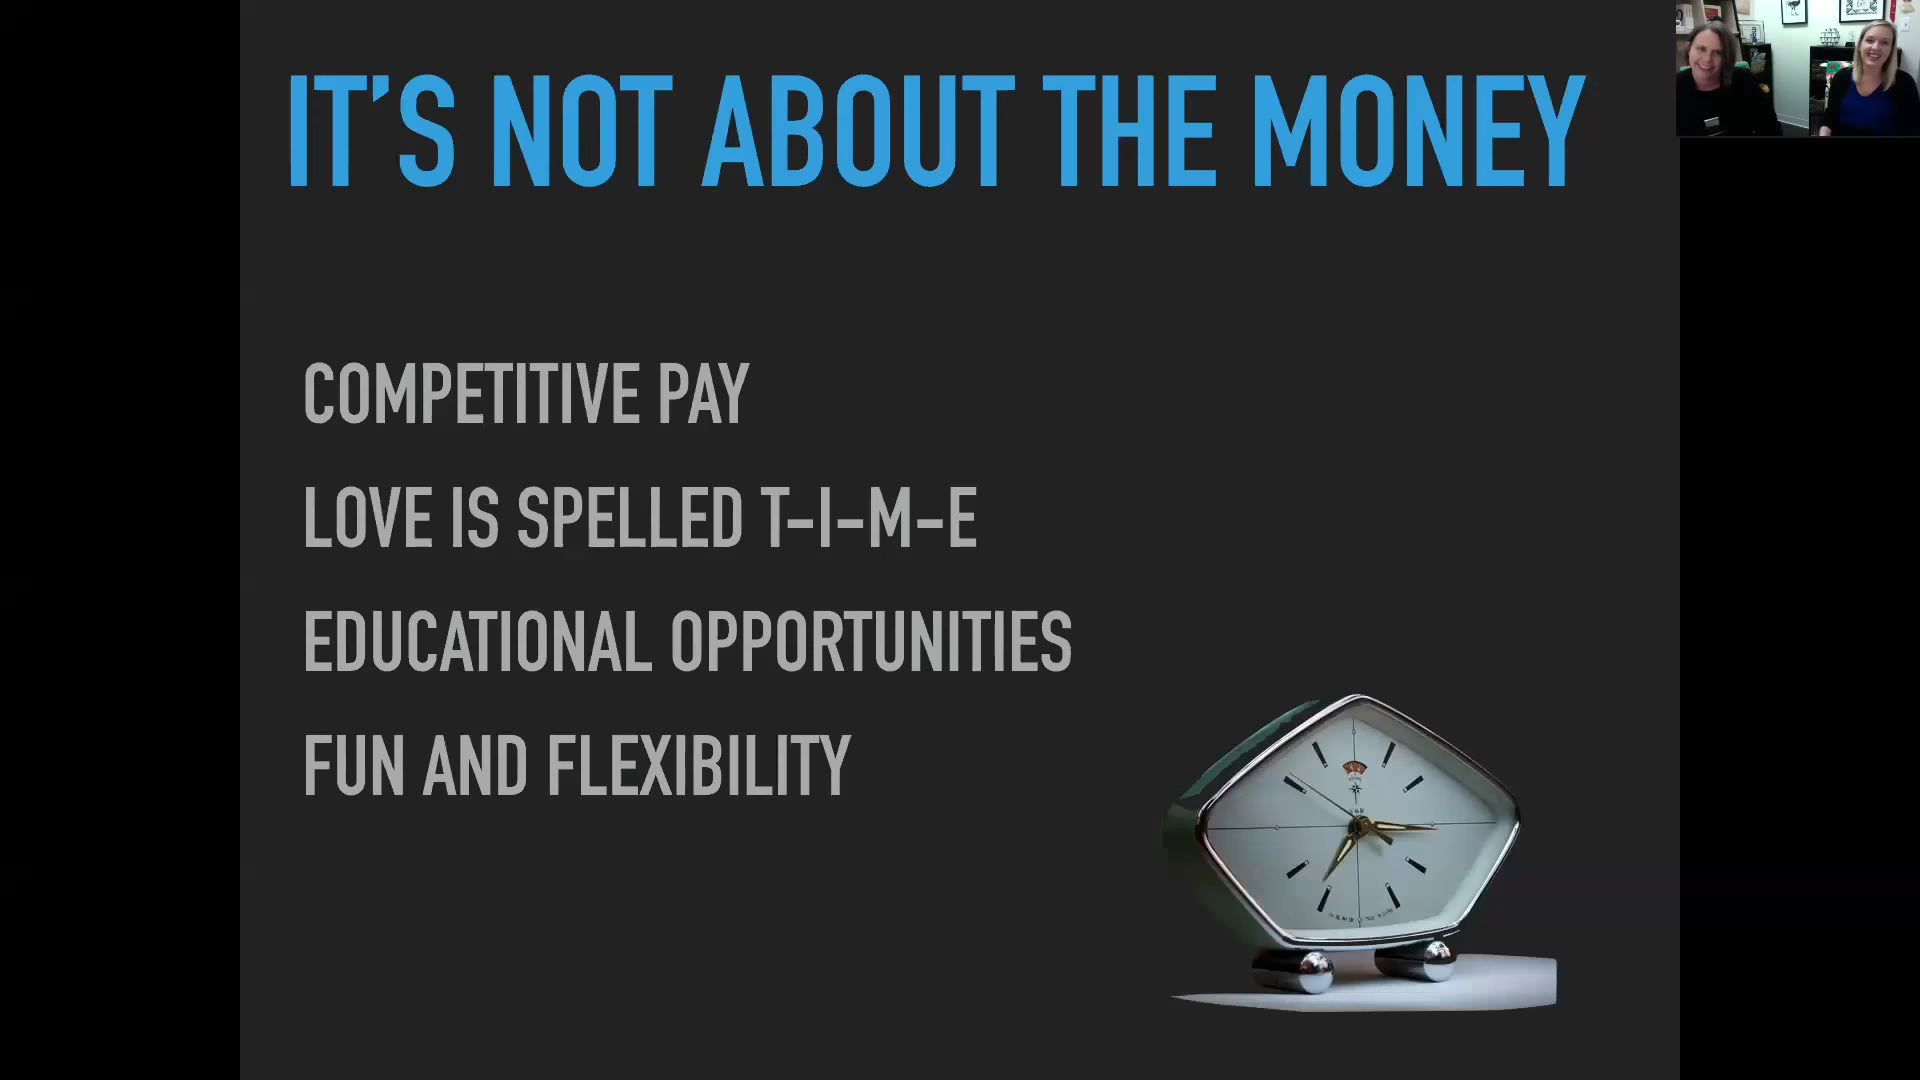 IT'S NOT ABOUT THE MONEY
COMPETITIVE PAY
LOVE IS SPELLED T-I-M-E
EDUCATIONAL OPPORTUNITIES
FUN AND FLEXIBILITY